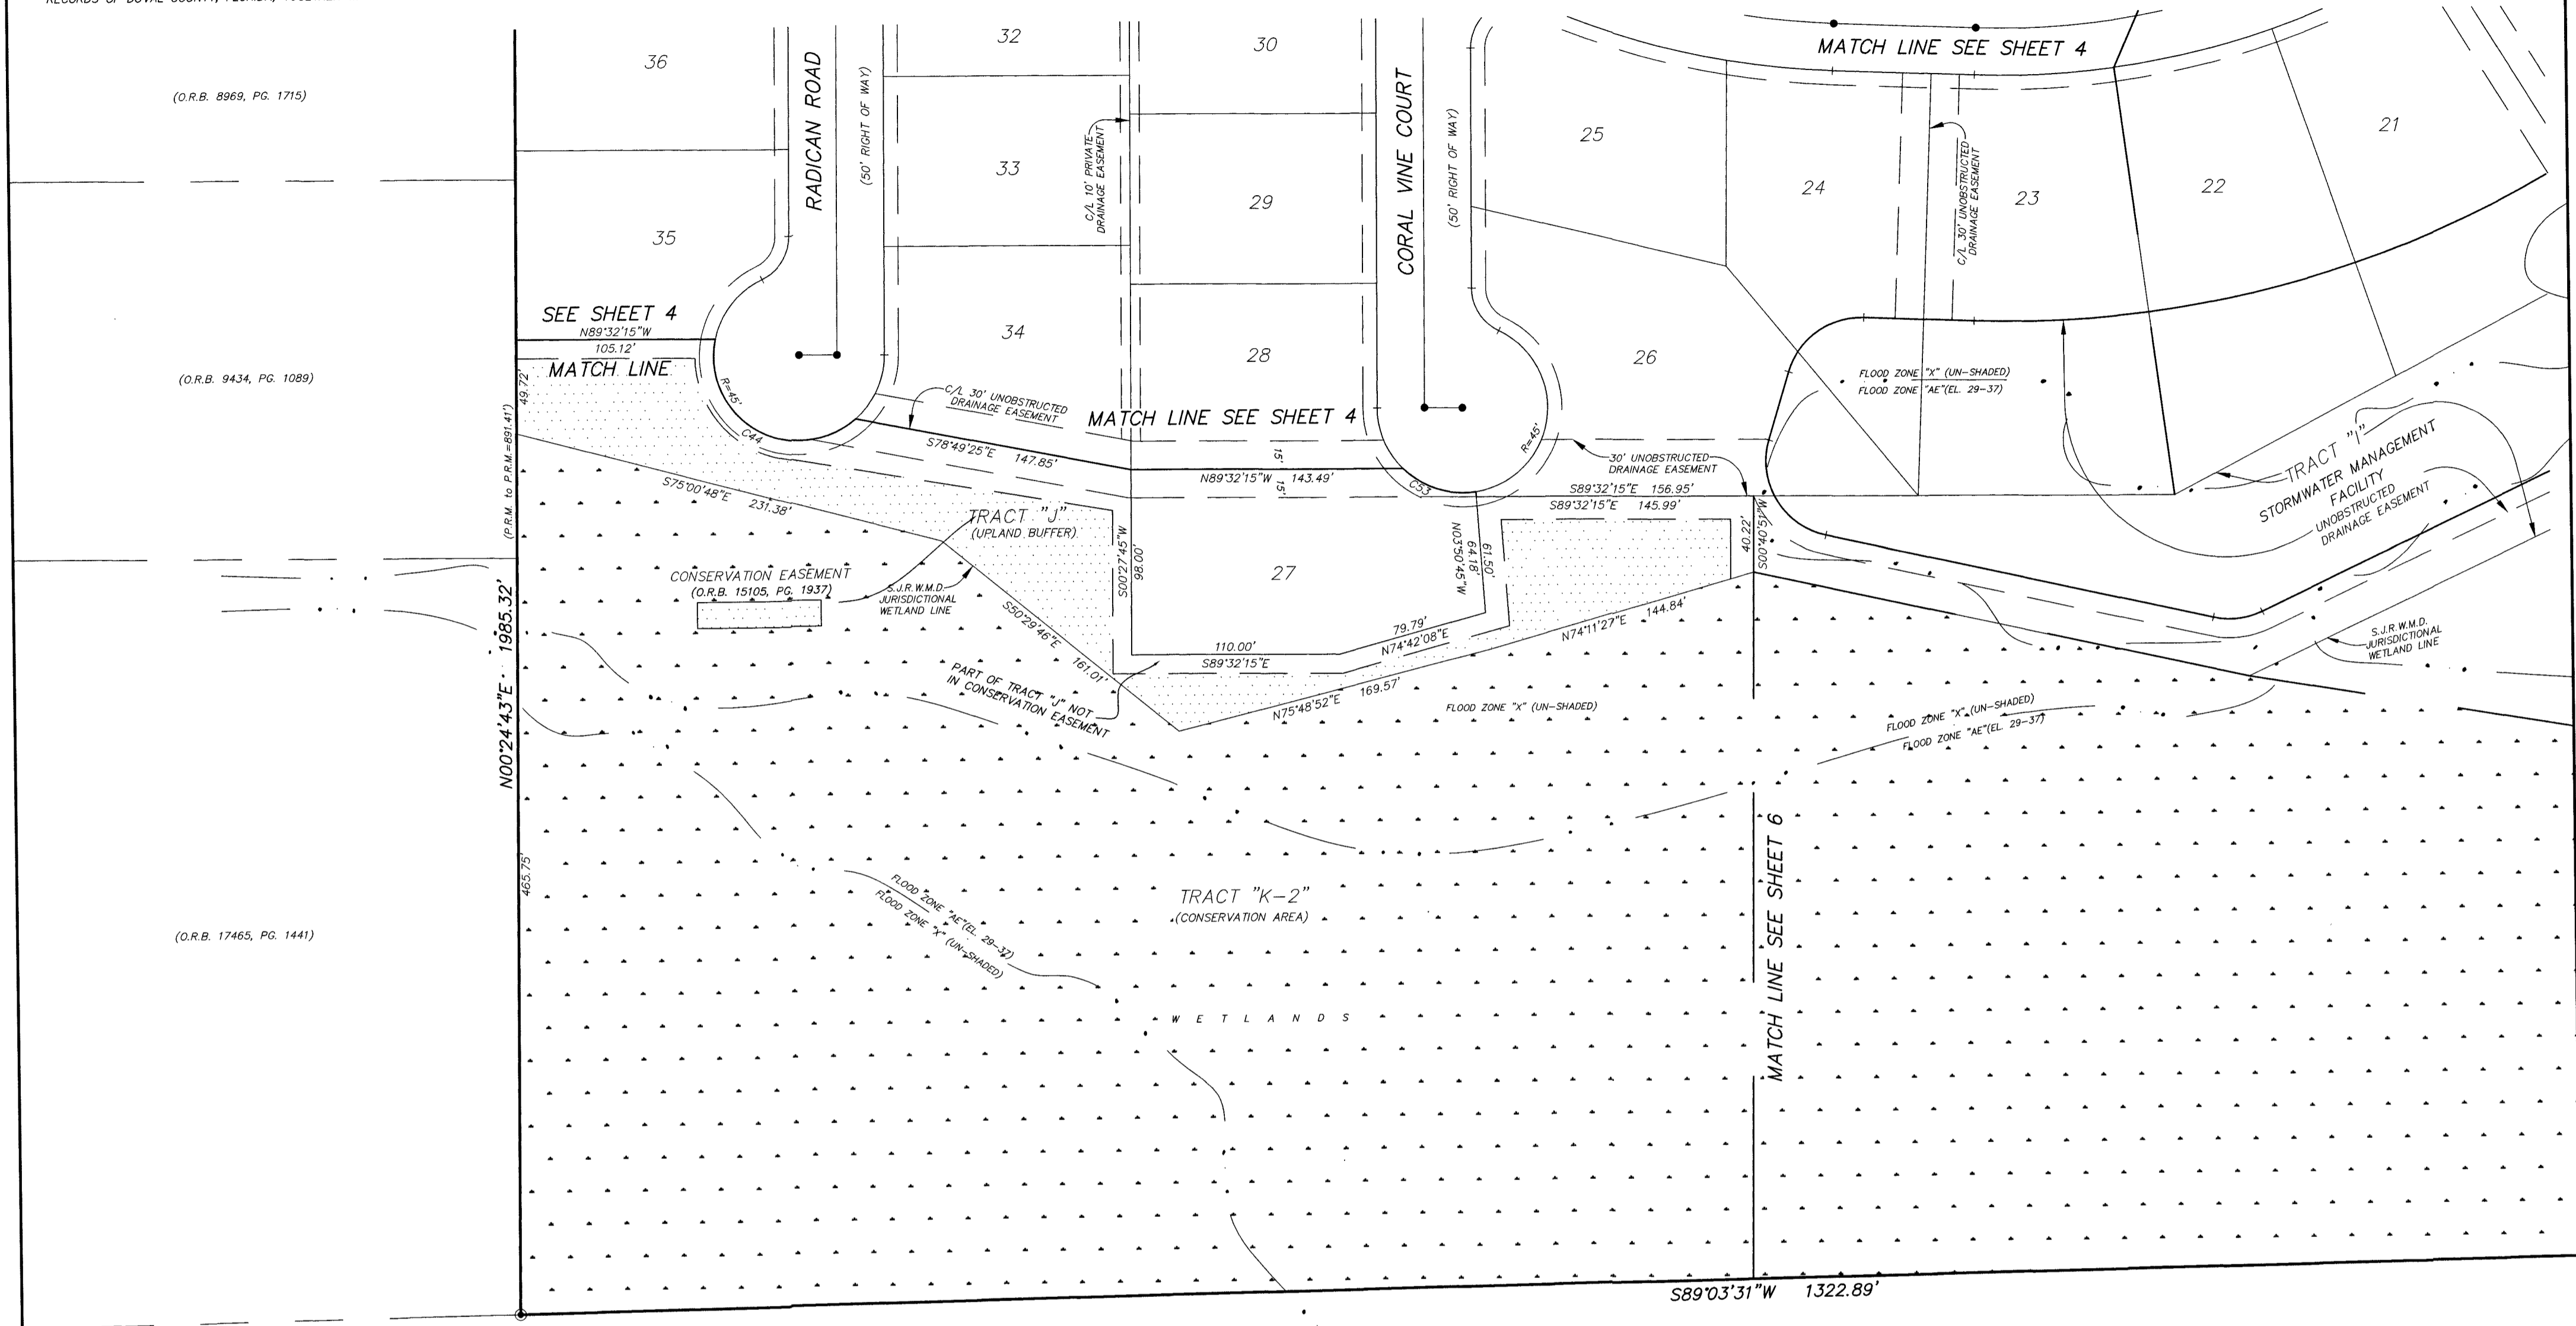 (O.R.B. 8969, PG. 1715)
(O.R.B. 9434, PG. 1089)
(O.R.B. 17465, PG. 1441)
36
35
SEE SHEET 4
N89°32'15"W
105.12'
MATCH LINE
49.72'
(P.R.M. to P.R.M.=891.41')
N00°24'43"E 1985.32'
465.75'
RADICAN ROAD
(50' RIGHT OF WAY)
R=45'
C44
32
33
34
C/L 10' PRIVATE
DRAINAGE EASEMENT
C/L 30' UNOBSTRUCTED
DRAINAGE EASEMENT
S78°49'25"E 147.85'
30
29
28
MATCH LINE SEE SHEET 4
15'
N89°32'15"W 143.49'
15'
CORAL VINE COURT
(50' RIGHT OF WAY)
R=45'
C53
MATCH LINE SEE SHEET 4
25
24
23
22
21
26
C/L 30' UNOBSTRUCTED
DRAINAGE EASEMENT
FLOOD ZONE "X" (UN-SHADED)
FLOOD ZONE "AE"(EL. 29-37)
30' UNOBSTRUCTED
DRAINAGE EASEMENT
S89°32'15"E 156.95'
S89°32'15"E 145.99'
40.22'
S00°40'51"W
TRACT "I"
STORMWATER MANAGEMENT
FACILITY
UNOBSTRUCTED
DRAINAGE EASEMENT
S75°00'48"E 231.38'
TRACT "J"
(UPLAND BUFFER)
CONSERVATION EASEMENT
(O.R.B. 15105, PG. 1937)
S.J.R.W.M.D.
JURISDICTIONAL
WETLAND LINE
S50°29'46"E 161.01'
S00°27'45"W
98.00'
27
61.50'
64.18'
N03°50'45"W
110.00'
S89°32'15"E
79.79'
N74°42'08"E
N74°11'27"E 144.84'
N75°48'52"E 169.57'
PART OF TRACT "J" NOT
IN CONSERVATION EASEMENT
S.J.R.W.M.D.
JURISDICTIONAL
WETLAND LINE
FLOOD ZONE "X" (UN-SHADED)
FLOOD ZONE "X" (UN-SHADED)
FLOOD ZONE "AE"(EL. 29-37)
FLOOD ZONE "AE"(EL. 29-37)
FLOOD ZONE "X" (UN-SHADED)
TRACT "K-2"
(CONSERVATION AREA)
WETLANDS
MATCH LINE SEE SHEET 6
S89°03'31"W 1322.89'